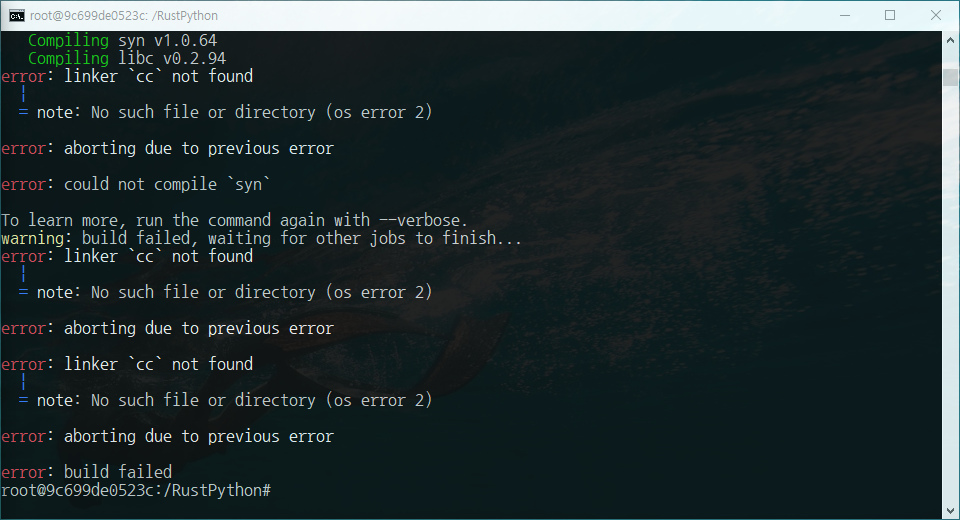 root@9c699de0523c: /RustPython
Compiling syn v1.0.64
Compiling libc v0.2.94
error: linker `cc` not found
|
= note: No such file or directory (os error 2)
error: aborting due to previous error
error: could not compile `syn`
To learn more, run the command again with --verbose.
warning: build failed, waiting for other jobs to finish...
error: linker `cc` not found
|
= note: No such file or directory (os error 2)
error: aborting due to previous error
error: linker `cc` not found
|
= note: No such file or directory (os error 2)
error: aborting due to previous error
error: build failed
root@9c699de0523c:/RustPython#